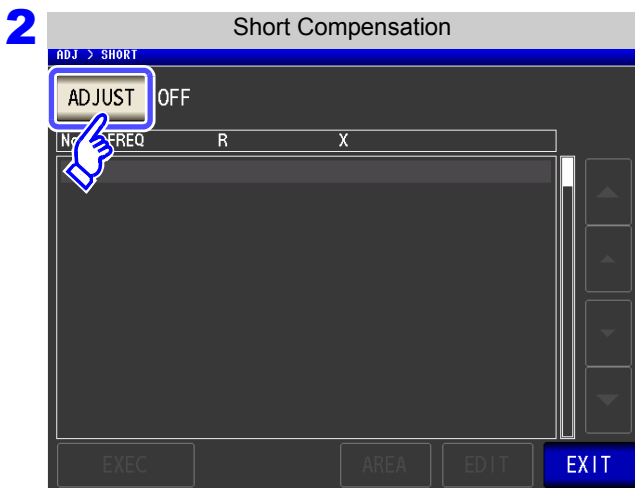 2
Short Compensation
ADJ > SHORT
ADJUST OFF
FREQ R X
EXEC AREA EDIT EXIT